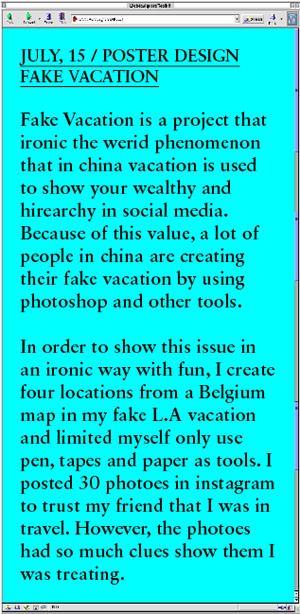 JULY, 15 / POSTER DESIGN
FAKE VACATION
Fake Vacation is a project that
ironic the werid phenomenon
that in china vacation is used
to show your wealthy and
hirearchy in social media.
Because of this value, a lot of
people in china are creating
their fake vacation by using
photoshop and other tools.
In order to show this issue in
an ironic way with fun, I create
four locations from a Belgium
map in my fake L.A vacation
and limited myself only use
pen, tapes and paper as tools. I
posted 30 photoes in instagram
to trust my friend that I was in
travel. However, the photoes
had so much clues show them I
was treating.